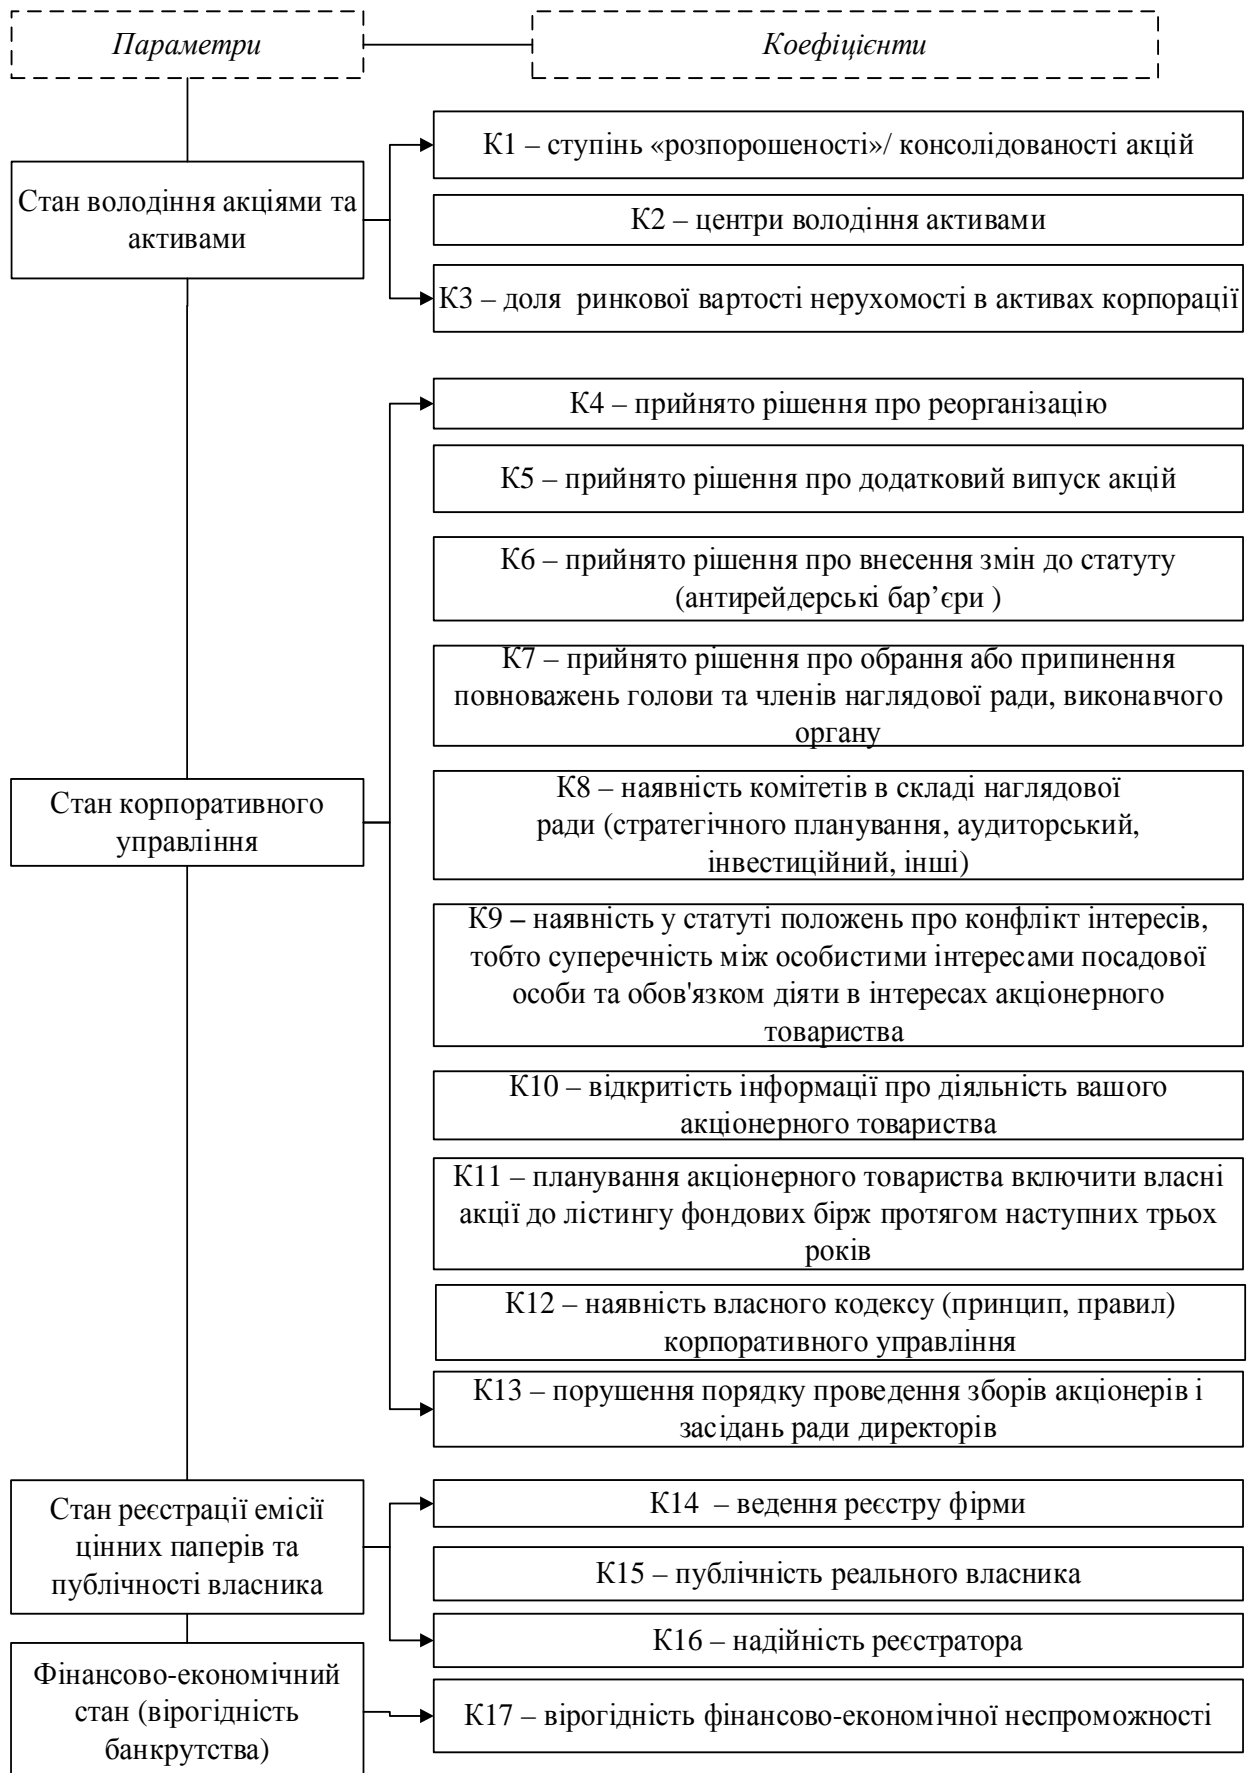 Параметри
Коефіцієнти
Стан володіння акціями та
активами
К1 – ступінь «розпорошеності»/ консолідованості акцій
К2 – центри володіння активами
К3 – доля  ринкової вартості нерухомості в активах корпорації
Стан корпоративного
управління
К4 – прийнято рішення про реорганізацію
К5 – прийнято рішення про додатковий випуск акцій
К6 – прийнято рішення про внесення змін до статуту
(антирейдерські бар’єри )
К7 – прийнято рішення про обрання або припинення
повноважень голови та членів наглядової ради, виконавчого
органу
К8 – наявність комітетів в складі наглядової
ради (стратегічного планування, аудиторський,
інвестиційний, інші)
К9 – наявність у статуті положень про конфлікт інтересів,
тобто суперечність між особистими інтересами посадової
особи та обов'язком діяти в інтересах акціонерного
товариства
К10 – відкритість інформації про діяльність вашого
акціонерного товариства
К11 – планування акціонерного товариства включити власні
акції до лістингу фондових бірж протягом наступних трьох
років
К12 – наявність власного кодексу (принцип, правил)
корпоративного управління
К13 – порушення порядку проведення зборів акціонерів і
засідань ради директорів
Стан реєстрації емісії
цінних паперів та
публічності власника
К14  – ведення реєстру фірми
К15 – публічність реального власника
К16 – надійність реєстратора
Фінансово-економічний
стан (вірогідність
банкрутства)
К17 – вірогідність фінансово-економічної неспроможності